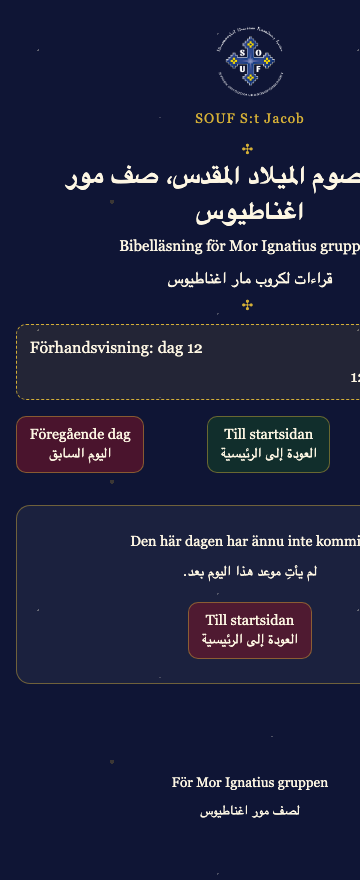 S O
U F
SOUF S:t Jacob
صوم الميلاد المقدس، صف مور
اغناطيوس
Bibelläsning för Mor Ignatius
قراءات لكروب مار اغناطيوس
Förhandsvisning: dag 12
Föregående dag
اليوم السابق
Till startsidan
العودة إلى الرئيسية
Den här dagen har ännu inte
لم يأتِ موعد هذا اليوم بعد.
Till startsidan
العودة إلى الرئيسية
För Mor Ignatius gruppen
لصف مور اغناطيوس